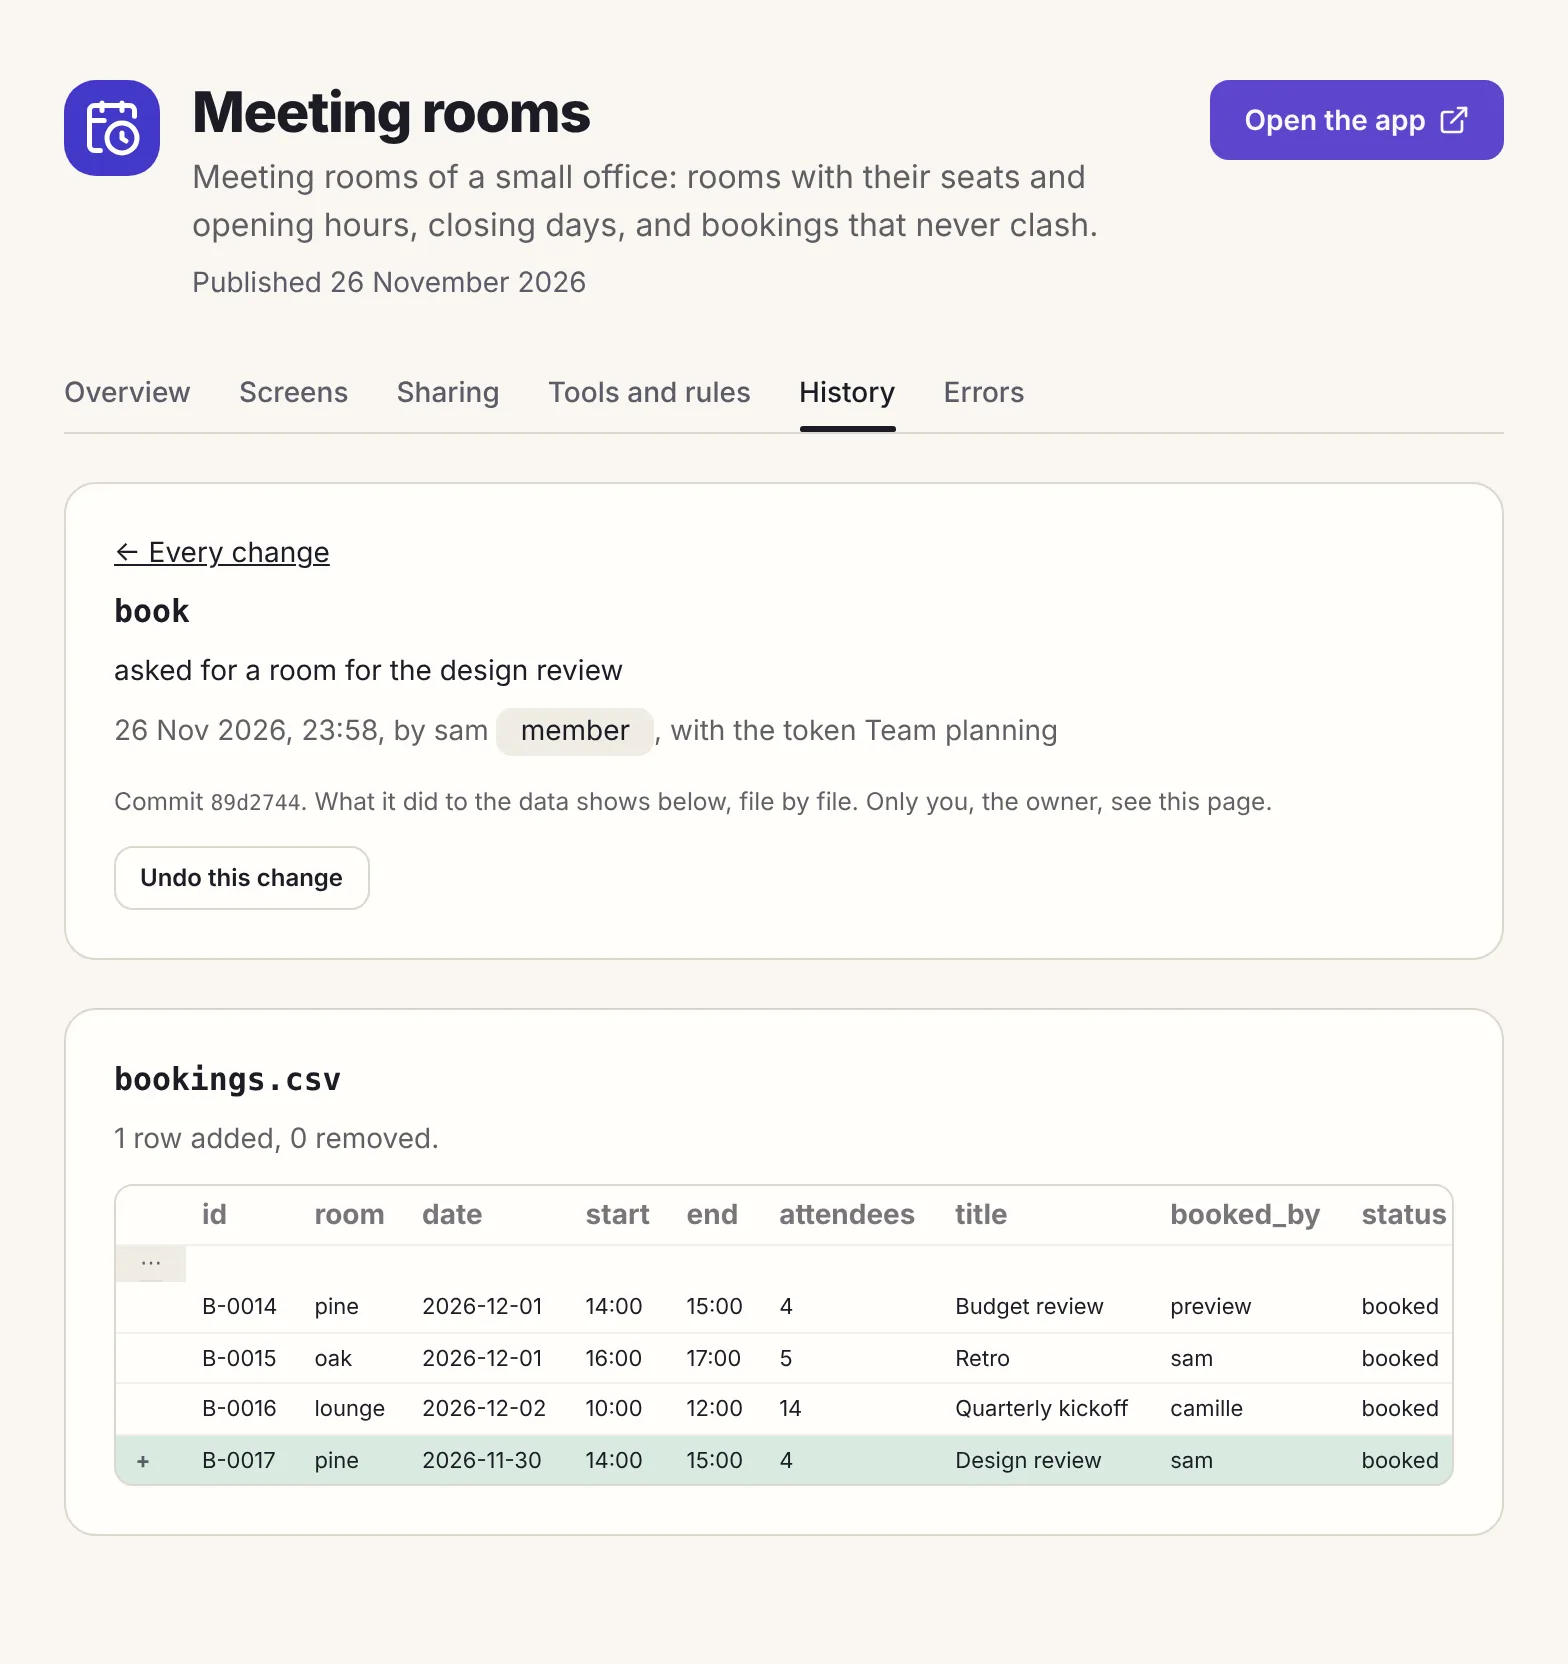 Meeting rooms
Open the app
Meeting rooms of a small office: rooms with their seats and
opening hours, closing days, and bookings that never clash.
Published 26 November 2026
Overview Screens Sharing Tools and rules History Errors
← Every change
book
asked for a room for the design review
26 Nov 2026, 23:58, by sam member, with the token Team planning
Commit 89d2744. What it did to the data shows below, file by file. Only you, the owner, see this page.
Undo this change
bookings.csv
1 row added, 0 removed.
id room date start end attendees title booked_by status
…
B-0014 pine 2026-12-01 14:00 15:00 4 Budget review preview booked
B-0015 oak 2026-12-01 16:00 17:00 5 Retro sam booked
B-0016 lounge 2026-12-02 10:00 12:00 14 Quarterly kickoff camille booked
+ B-0017 pine 2026-11-30 14:00 15:00 4 Design review sam booked